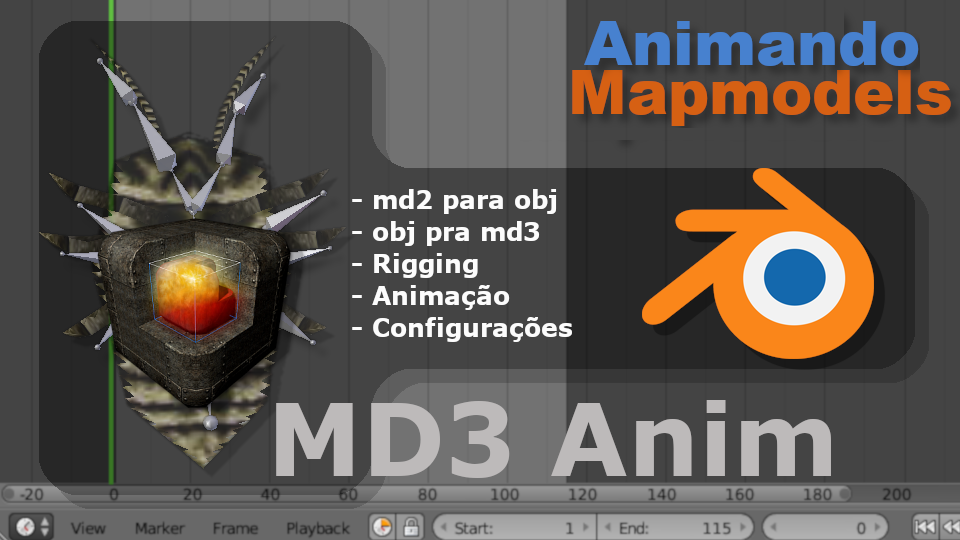 Animando
Mapmodels
- md2 para obj
- obj pra md3
- Rigging
- Animação
- Configurações
MD3 Anim
-20 0 20 40 60 80 100 120 140 160 180 200
View Marker Frame Playback Start: 1 End: 115 0